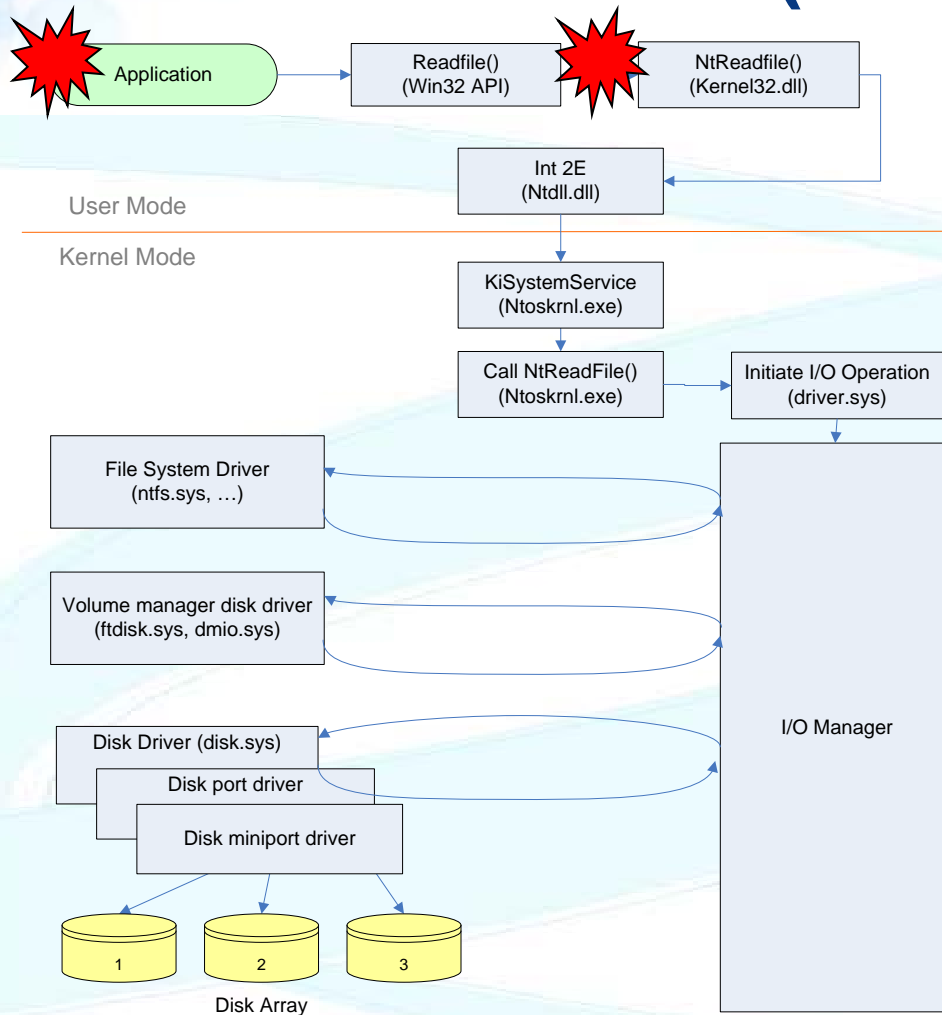 Application
Readfile()
(Win32 API)
NtReadfile()
(Kernel32.dll)
Int 2E
(Ntdll.dll)
User Mode
Kernel Mode
KiSystemService
(Ntoskrnl.exe)
Call NtReadFile()
(Ntoskrnl.exe)
Initiate I/O Operation
(driver.sys)
File System Driver
(ntfs.sys, …)
Volume manager disk driver
(ftdisk.sys, dmio.sys)
I/O Manager
Disk Driver (disk.sys)
Disk port driver
Disk miniport driver
1
2
3
Disk Array